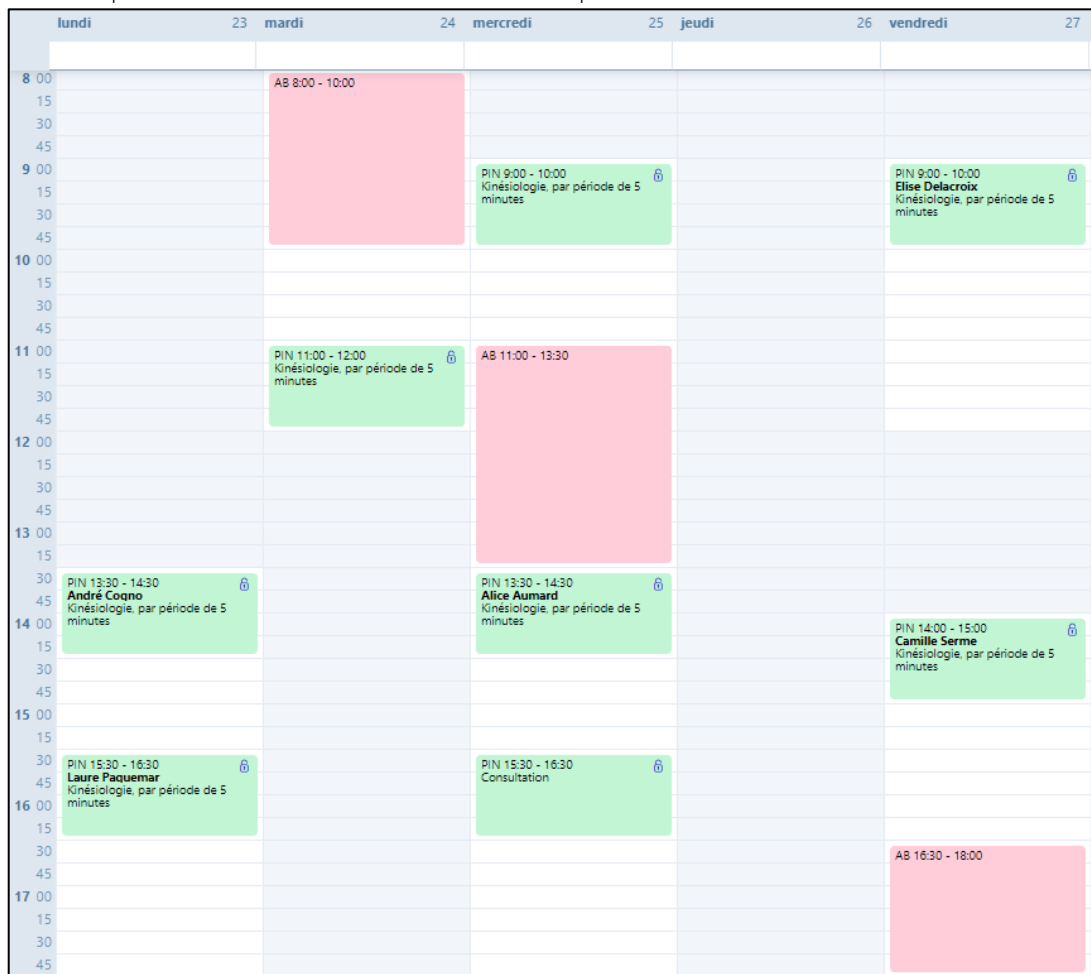 lundi 23 mardi 24 mercredi 25 jeudi 26 vendredi 27
8 00
AB 8:00 - 10:00
15
30
45
9 00
PIN 9:00 - 10:00
Kinésiologie, par période de 5
minutes
PIN 9:00 - 10:00
Elise Delacroix
Kinésiologie, par période de 5
minutes
15
30
45
10 00
15
30
45
11 00
PIN 11:00 - 12:00
Kinésiologie, par période de 5
minutes
AB 11:00 - 13:30
15
30
45
12 00
15
30
45
13 00
15
30
PIN 13:30 - 14:30
André Cogno
Kinésiologie, par période de 5
minutes
PIN 13:30 - 14:30
Alice Aumard
Kinésiologie, par période de 5
minutes
45
14 00
PIN 14:00 - 15:00
Camille Serme
Kinésiologie, par période de 5
minutes
15
30
45
15 00
15
30
PIN 15:30 - 16:30
Laure Paquemar
Kinésiologie, par période de 5
minutes
PIN 15:30 - 16:30
Consultation
45
16 00
15
30
AB 16:30 - 18:00
45
17 00
15
30
45